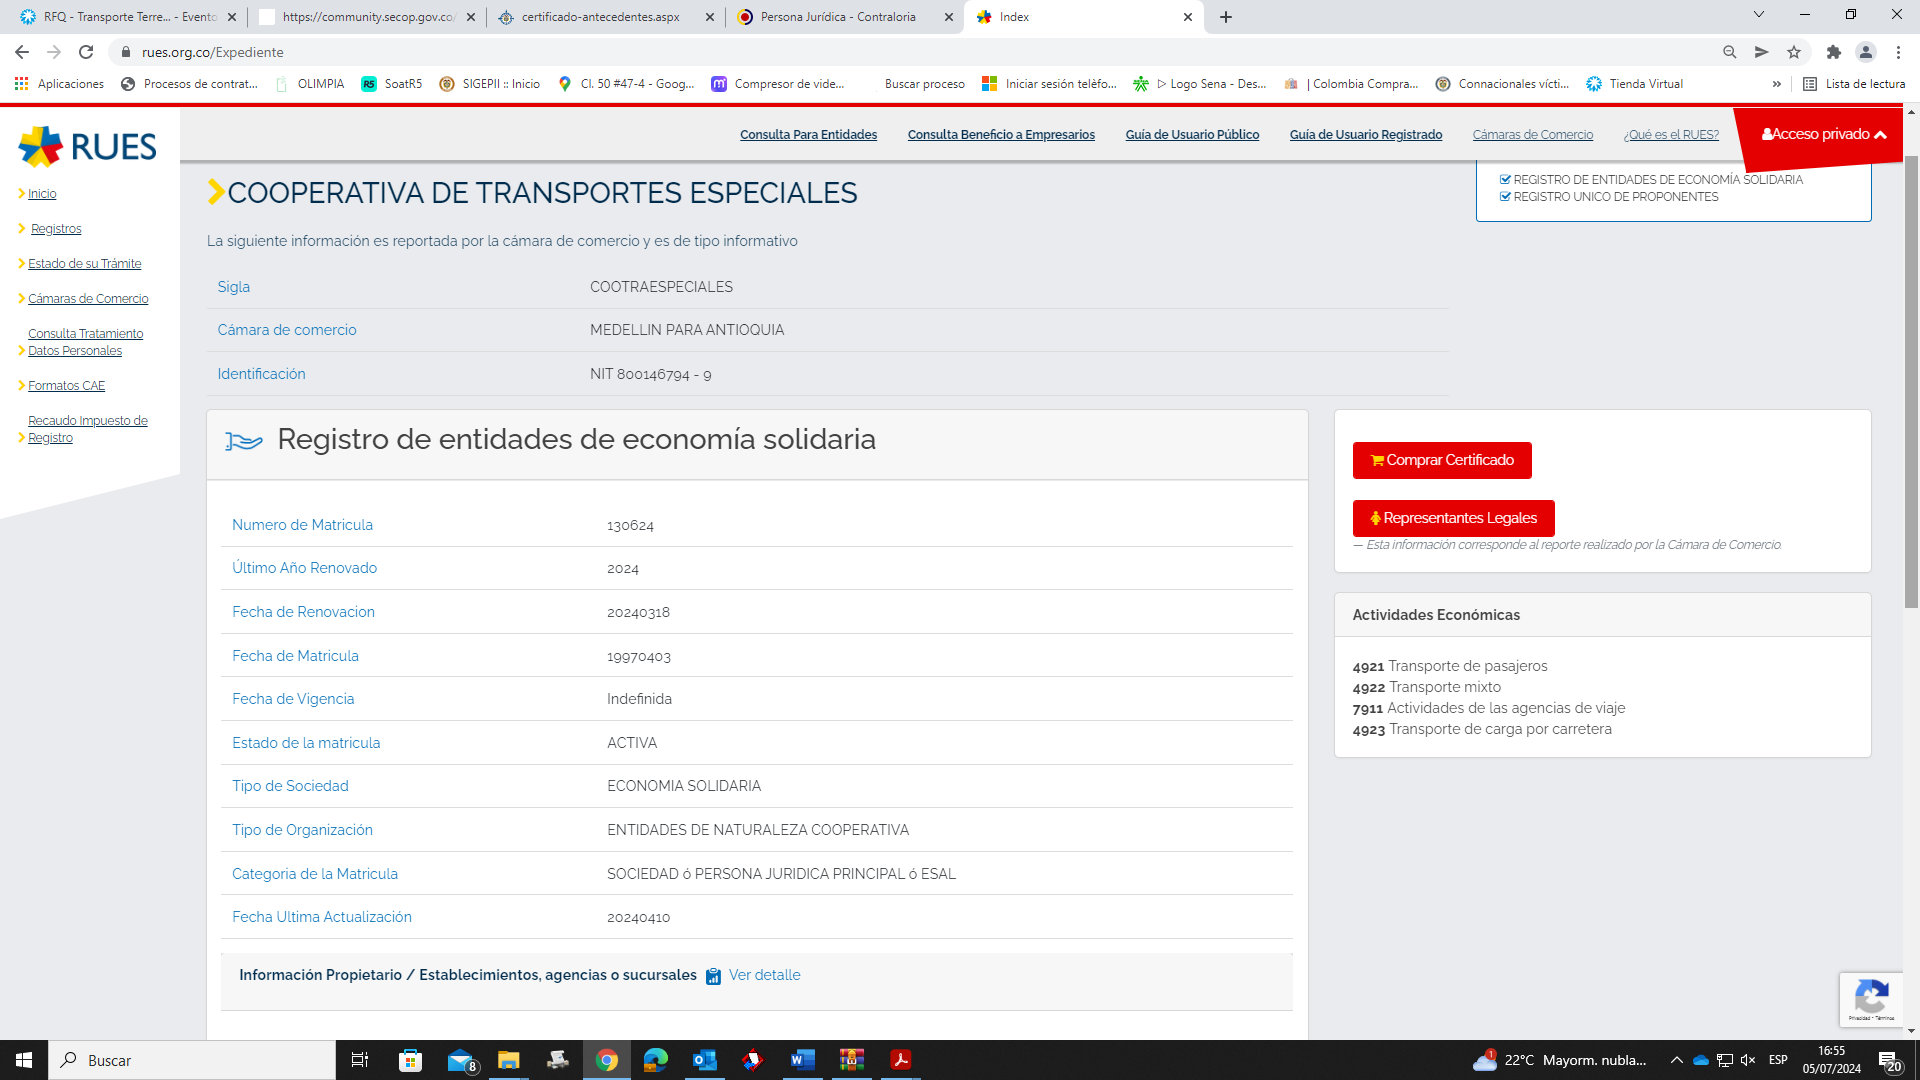 RFQ - Transporte Terre... - Evento
https://community.secop.gov.co/
certificado-antecedentes.aspx
Persona Jurídica - Contraloria
Index
rues.org.co/Expediente
Aplicaciones
Procesos de contrat...
OLIMPIA
SoatR5
SIGEPII :: Inicio
Cl. 50 #47-4 - Goog...
Compresor de vide...
Buscar proceso
Iniciar sesión telèfo...
▷ Logo Sena - Des...
| Colombia Compra...
Connacionales vícti...
Tienda Virtual
»
Lista de lectura
RUES
Consulta Para Entidades
Consulta Beneficio a Empresarios
Guía de Usuario Público
Guía de Usuario Registrado
Cámaras de Comercio
¿Qué es el RUES?
Acceso privado
Inicio
Registros
Estado de su Trámite
Cámaras de Comercio
Consulta Tratamiento
Datos Personales
Formatos CAE
Recaudo Impuesto de
Registro
COOPERATIVA DE TRANSPORTES ESPECIALES
REGISTRO DE ENTIDADES DE ECONOMÍA SOLIDARIA
REGISTRO UNICO DE PROPONENTES
La siguiente información es reportada por la cámara de comercio y es de tipo informativo
Sigla COOTRAESPECIALES
Cámara de comercio MEDELLIN PARA ANTIOQUIA
Identificación NIT 800146794 - 9
Registro de entidades de economía solidaria
Numero de Matricula 130624
Último Año Renovado 2024
Fecha de Renovacion 20240318
Fecha de Matricula 19970403
Fecha de Vigencia Indefinida
Estado de la matricula ACTIVA
Tipo de Sociedad ECONOMIA SOLIDARIA
Tipo de Organización ENTIDADES DE NATURALEZA COOPERATIVA
Categoria de la Matricula SOCIEDAD ó PERSONA JURIDICA PRINCIPAL ó ESAL
Fecha Ultima Actualización 20240410
Información Propietario / Establecimientos, agencias o sucursales Ver detalle
Comprar Certificado
Representantes Legales
— Esta información corresponde al reporte realizado por la Cámara de Comercio.
Actividades Económicas
4921 Transporte de pasajeros
4922 Transporte mixto
7911 Actividades de las agencias de viaje
4923 Transporte de carga por carretera
Privacidad - Términos
Buscar
8
1
22°C Mayorm. nubla...
ESP
16:55
05/07/2024
20